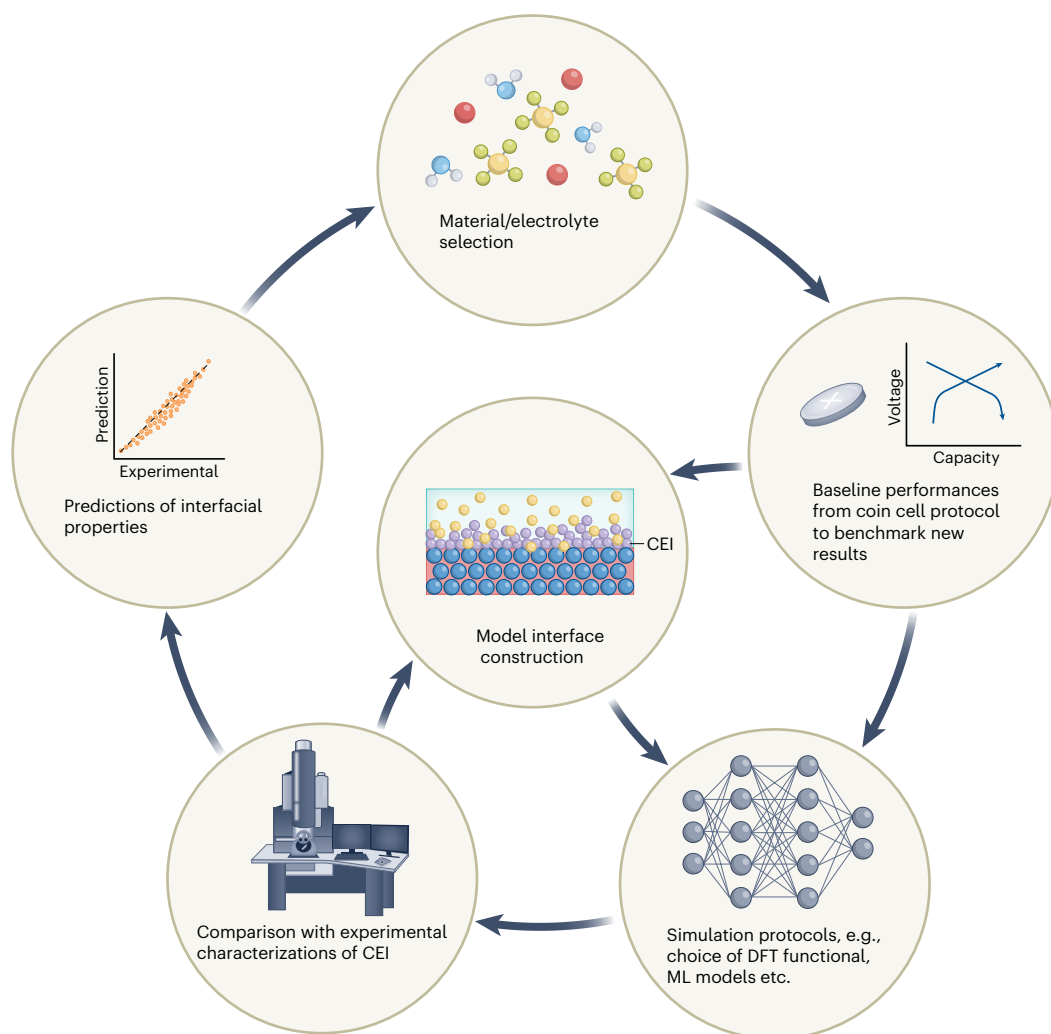 Material/electrolyte
selection
Voltage
Capacity
Baseline performances
from coin cell protocol
to benchmark new
results
Prediction
Experimental
Predictions of interfacial
properties
CEI
Model interface
construction
Comparison with experimental
characterizations of CEI
Simulation protocols, e.g.,
choice of DFT functional,
ML models etc.